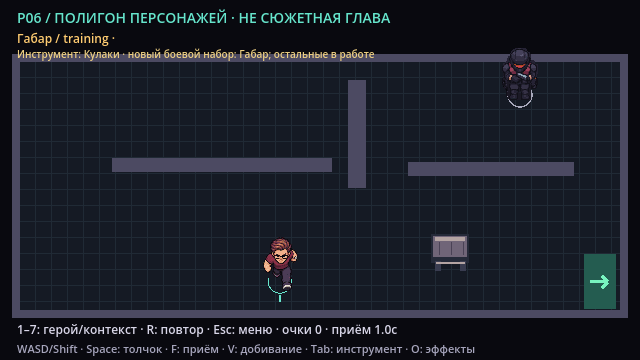 P06 / ПОЛИГОН ПЕРСОНАЖЕЙ · НЕ СЮЖЕТНАЯ ГЛАВА
Габар / training ·
Инструмент: Кулаки · новый боевой набор: Габар; остальные в работе
1–7: герой/контекст · R: повтор · Esc: меню · очки 0 · приём 1.0с
WASD/Shift · Space: толчок · F: приём · V: добивание · Tab: инструмент · O: эффекты